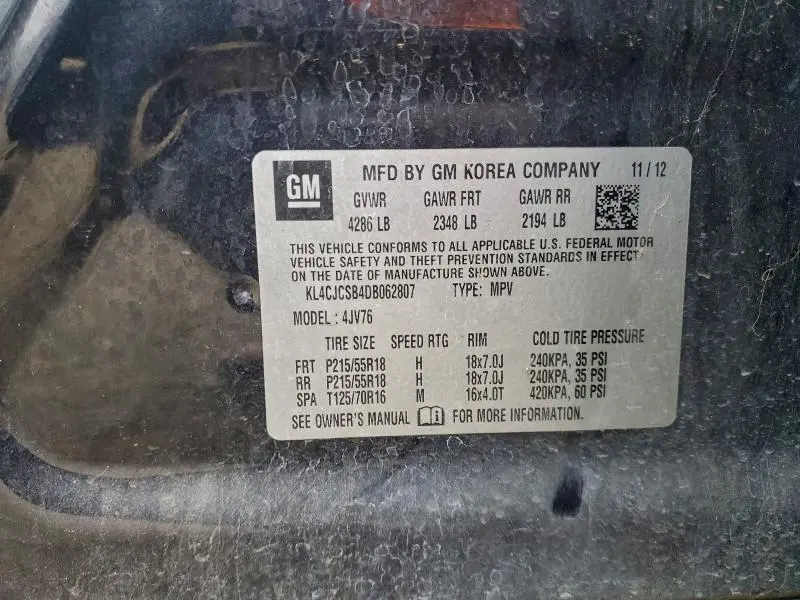 GM
MFD BY GM KOREA COMPANY 11/12
GVWR GAWR FRT GAWR RR
4286 LB 2348 LB 2194 LB
THIS VEHICLE CONFORMS TO ALL APPLICABLE U.S. FEDERAL MOTOR
VEHICLE SAFETY AND THEFT PREVENTION STANDARDS IN EFFECT
ON THE DATE OF MANUFACTURE SHOWN ABOVE.
KL4CJCSB4DB062807 TYPE: MPV
MODEL : 4JV76
TIRE SIZE SPEED RTG RIM COLD TIRE PRESSURE
FRT P215/55R18 H 18x7.0J 240KPA, 35 PSI
RR P215/55R18 H 18x7.0J 240KPA, 35 PSI
SPA T125/70R16 M 16x4.0T 420KPA, 60 PSI
SEE OWNER'S MANUAL FOR MORE INFORMATION.